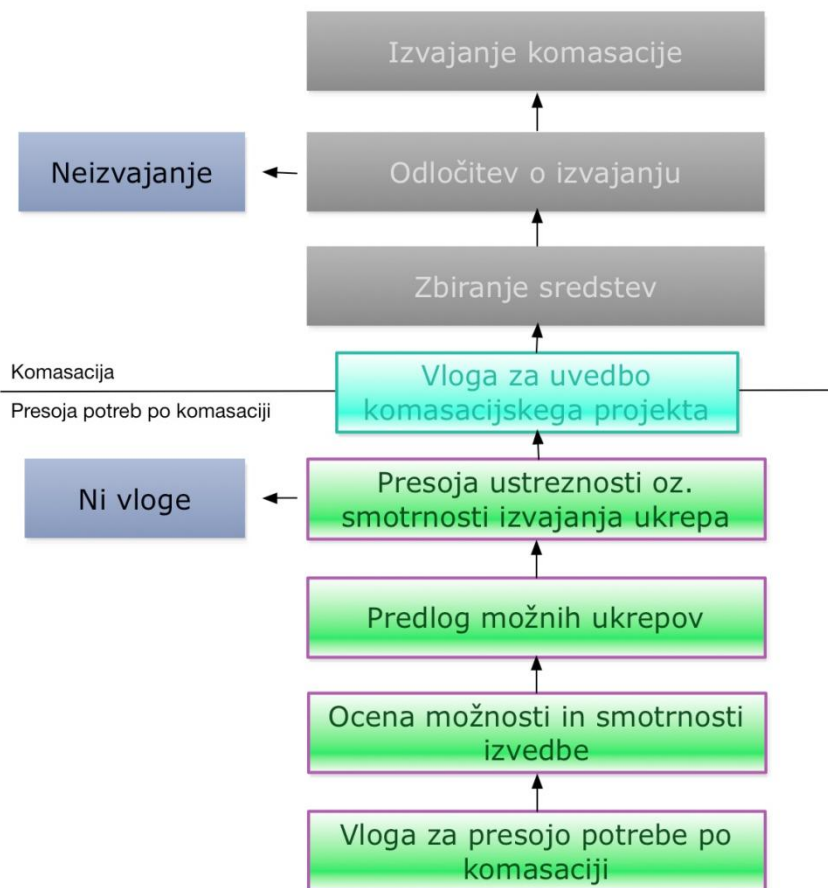 Izvajanje komasacije
Neizvajanje
Odločitev o izvajanju
Zbiranje sredstev
Komasacija
Vloga za uvedbo
komasacijskega projekta
Presoja potreb po komasaciji
Ni vloge
Presoja ustreznosti oz.
smotrnosti izvajanja ukrepa
Predlog možnih ukrepov
Ocena možnosti in smotrnosti
izvedbe
Vloga za presojo potrebe po
komasaciji